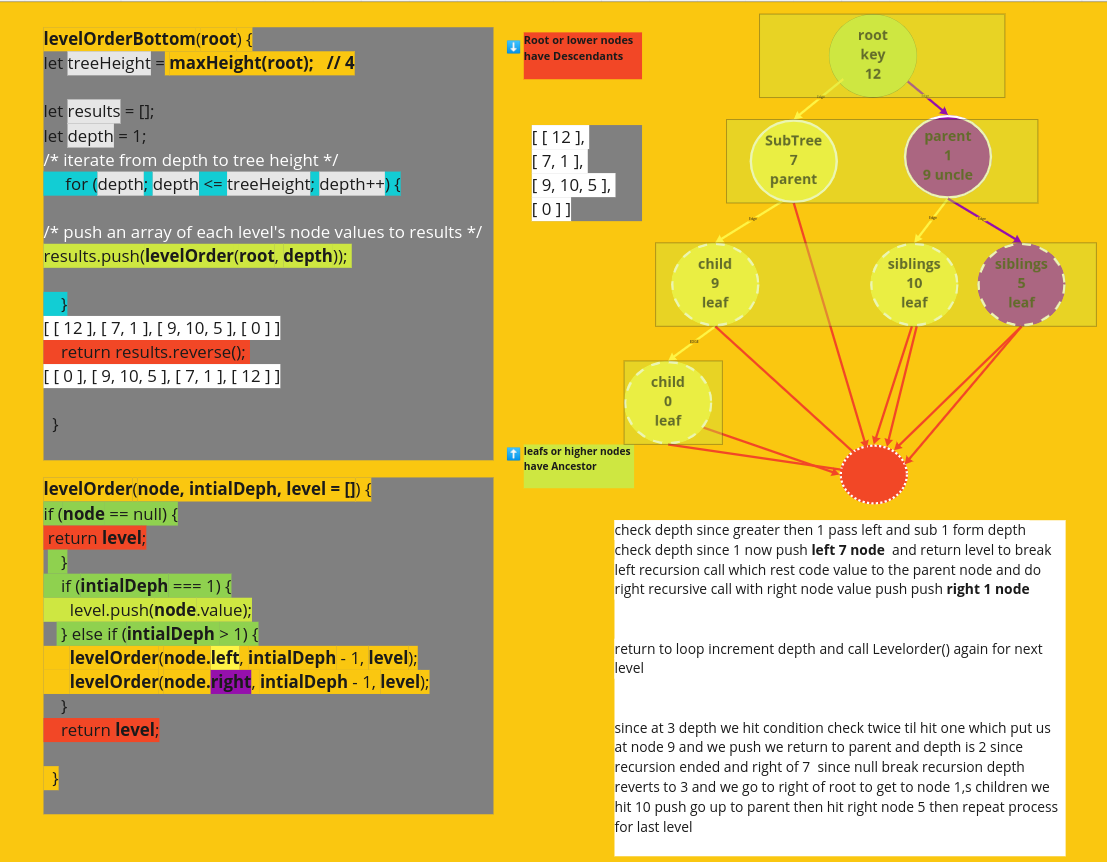 levelOrderBottom(root) {
let treeHeight = maxHeight(root);   // 4
let results = [];
let depth = 1;
/* iterate from depth to tree height */
for (depth; depth <= treeHeight; depth++) {
/* push an array of each level's node values to results */
results.push(levelOrder(root, depth));
}
[ [ 12 ], [ 7, 1 ], [ 9, 10, 5 ], [ 0 ] ]
return results.reverse();
[ [ 0 ], [ 9, 10, 5 ], [ 7, 1 ], [ 12 ] ]
}
levelOrder(node, intialDeph, level = []) {
if (node == null) {
return level;
}
if (intialDeph === 1) {
level.push(node.value);
} else if (intialDeph > 1) {
levelOrder(node.left, intialDeph - 1, level);
levelOrder(node.right, intialDeph - 1, level);
}
return level;
}
Root or lower nodes
have Descendants
[ [ 12 ],
[ 7, 1 ],
[ 9, 10, 5 ],
[ 0 ] ]
root
key
12
SubTree
7
parent
parent
1
9 uncle
child
9
leaf
siblings
10
leaf
siblings
5
leaf
child
0
leaf
leafs or higher nodes
have Ancestor
check depth since greater then 1 pass left and sub 1 form depth
check depth since 1 now push left 7 node  and return level to break
left recursion call which rest code value to the parent node and do
right recursive call with right node value push push right 1 node
return to loop increment depth and call Levelorder() again for next
level
since at 3 depth we hit condition check twice til hit one which put us
at node 9 and we push we return to parent and depth is 2 since
recursion ended and right of 7  since null break recursion depth
reverts to 3 and we go to right of root to get to node 1,s children we
hit 10 push go up to parent then hit right node 5 then repeat process
for last level